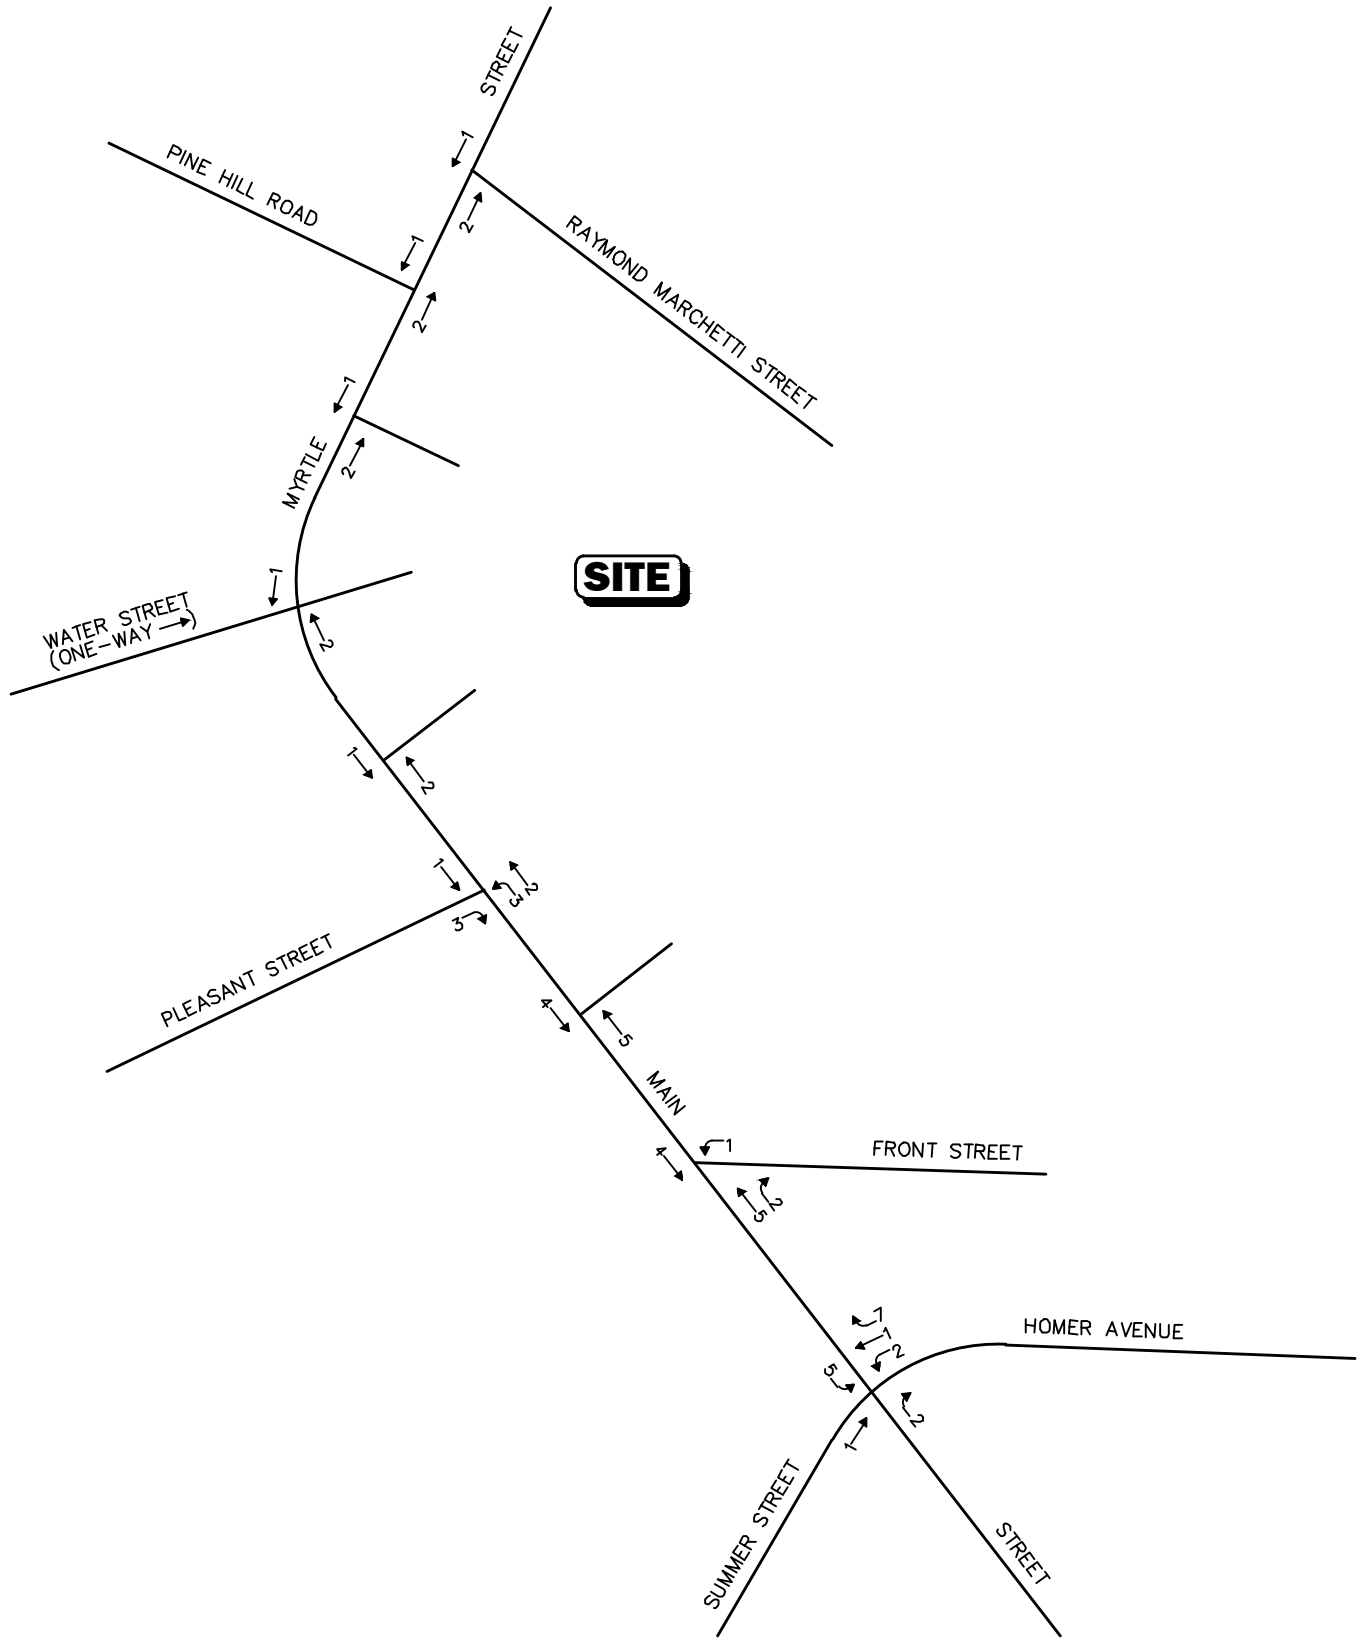 STREET
1
PINE HILL ROAD
2
RAYMOND MARCHETTI STREET
1
2
1
2
MYRTLE
SITE
1
WATER STREET
(ONE-WAY → )
2
1
2
1
2
3
3
PLEASANT STREET
4
5
MAIN
1
FRONT STREET
4
2
5
7
1
2
HOMER AVENUE
5
2
1
SUMMER STREET
STREET